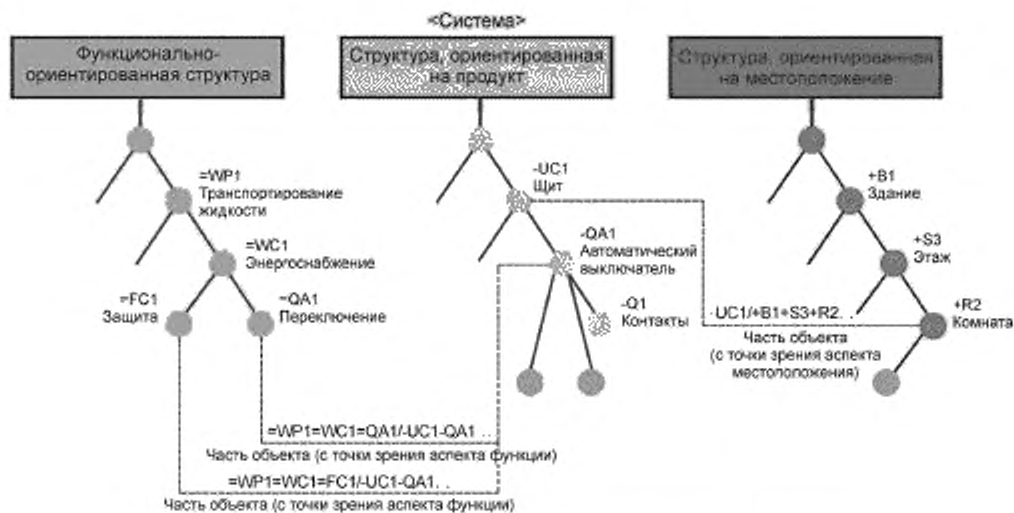 <Система>
Функционально-
ориентированная структура
Структура, ориентированная
на продукт
Структура, ориентированная
на местоположение
=WP1
Транспортирование
жидкости
=WC1
Энергоснабжение
=FC1
Защита
=QA1
Переключение
-UC1
Щит
-QA1
Автоматический
выключатель
-Q1
Контакты
+B1
Здание
+S3
Этаж
+R2
Комната
-UC1/+B1+S3+R2. . .
Часть объекта
(с точки зрения аспекта
местоположения)
=WP1=WC1=QA1/-UC1-QA1 . .
Часть объекта (с точки зрения аспекта функции)
=WP1=WC1=FC1/-UC1-QA1. . .
Часть объекта (с точки зрения аспекта функции)